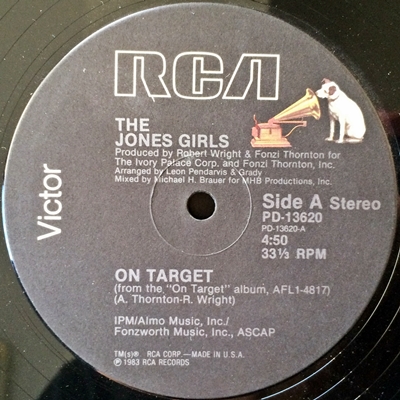 RCA
Victor
THE
JONES GIRLS
Produced by Robert Wright & Fonzi Thornton for
The Ivory Palace Corp. and Fonzi Thornton, Inc.
Arranged by Leon Pendarvis & Grady
Mixed by Michael H. Brauer for MHB Productions, Inc.
Side A Stereo
PD-13620
PD-13620-A
4:50
33⅓ RPM
ON TARGET
(from the "On Target" album, AFL1-4817)
(A. Thornton-R. Wright)
IPM/Almo Music, Inc./
Fonzworth Music, Inc., ASCAP
TM(s)® RCA CORP.—MADE IN U.S.A.
℗ 1983 RCA RECORDS